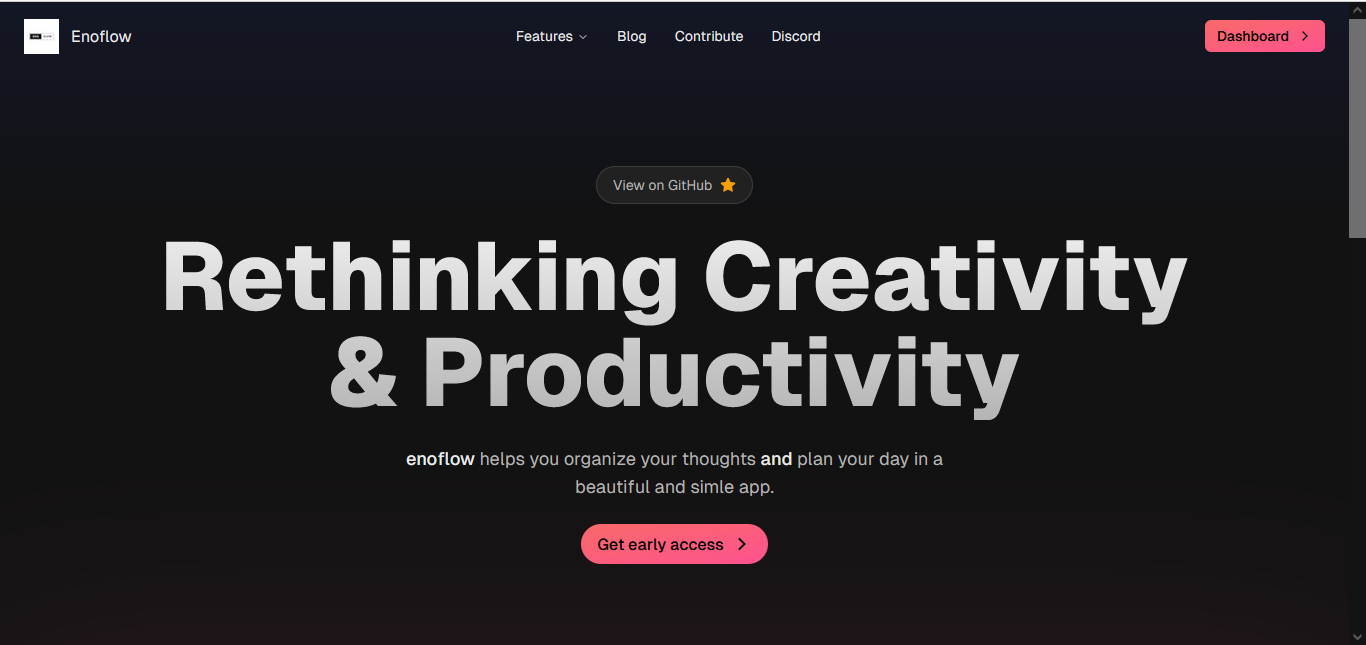 Enoflow
Features
Blog
Contribute
Discord
Dashboard
View on GitHub
Rethinking Creativity
& Productivity
enoflow helps you organize your thoughts and plan your day in a
beautiful and simle app.
Get early access